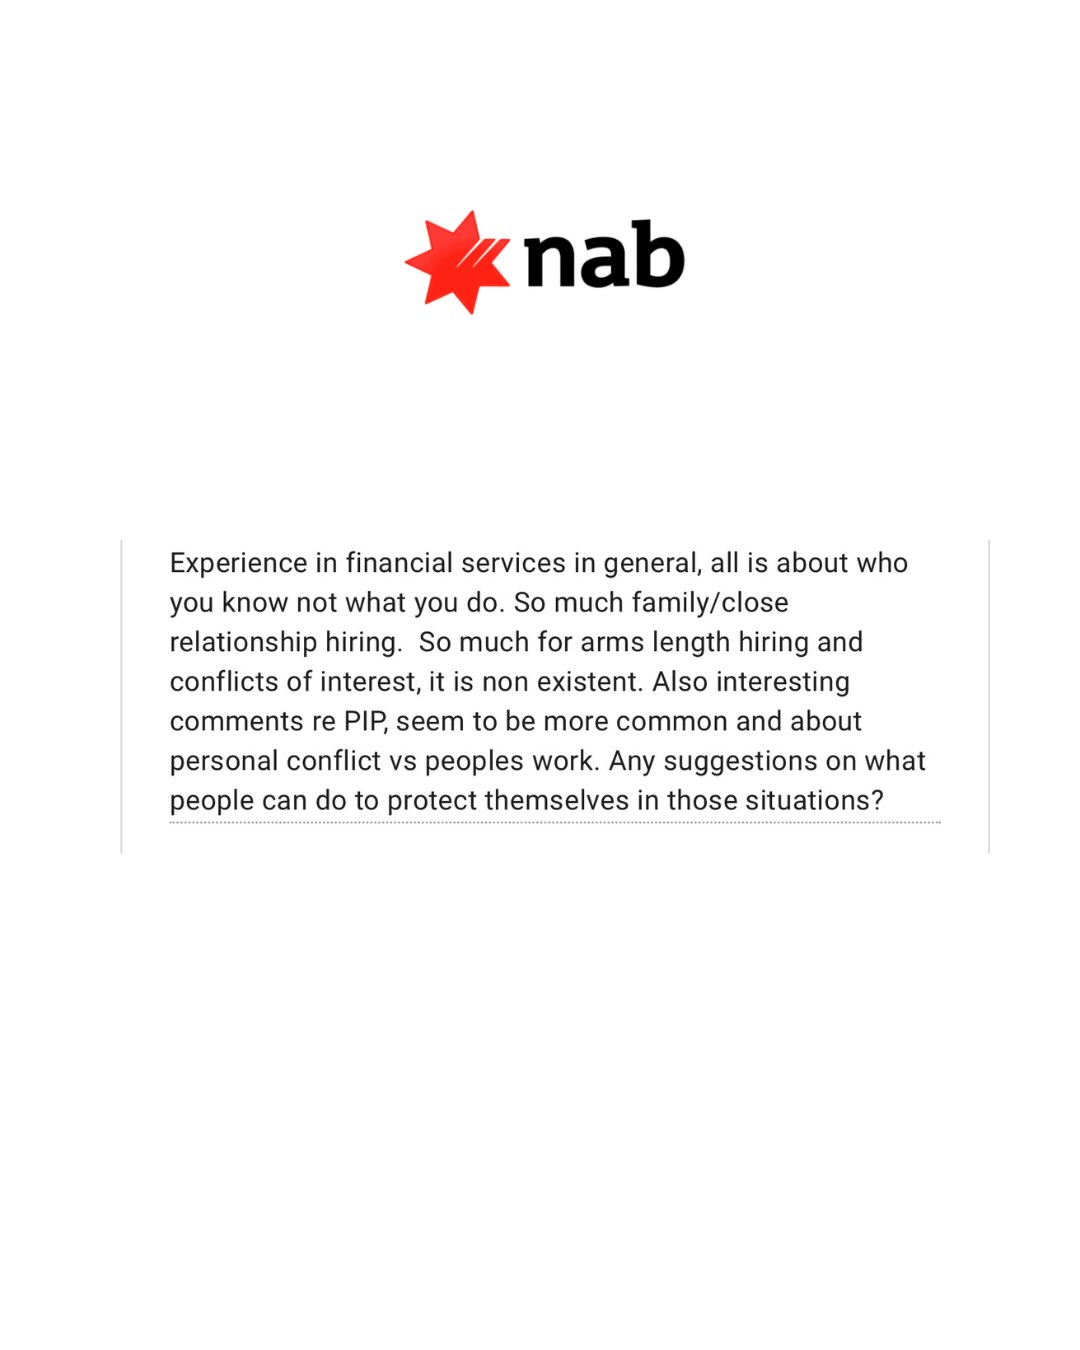 nab
Experience in financial services in general, all is about who
you know not what you do. So much family/close
relationship hiring.  So much for arms length hiring and
conflicts of interest, it is non existent. Also interesting
comments re PIP, seem to be more common and about
personal conflict vs peoples work. Any suggestions on what
people can do to protect themselves in those situations?